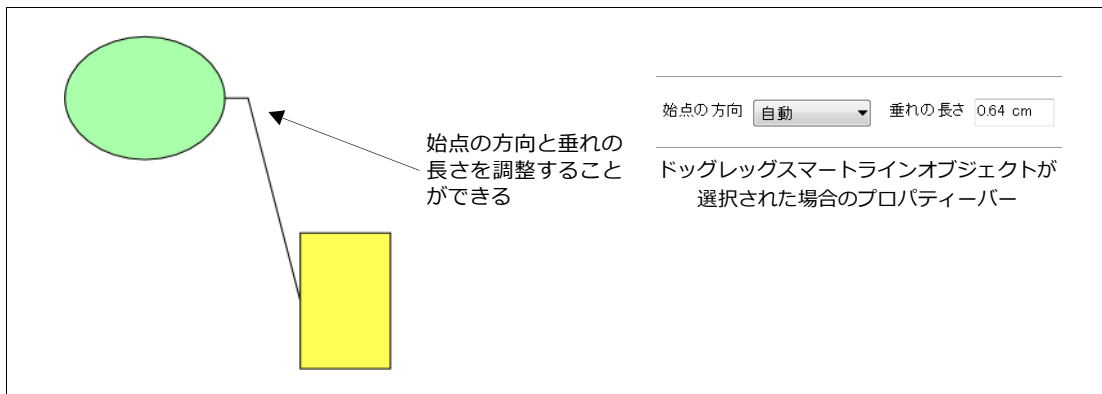 始点の方向と垂れの
長さを調整すること
ができる
始点の方向 自動 垂れの長さ 0.64 cm
ドッグレッグスマートラインオブジェクトが
選択された場合のプロパティーバー